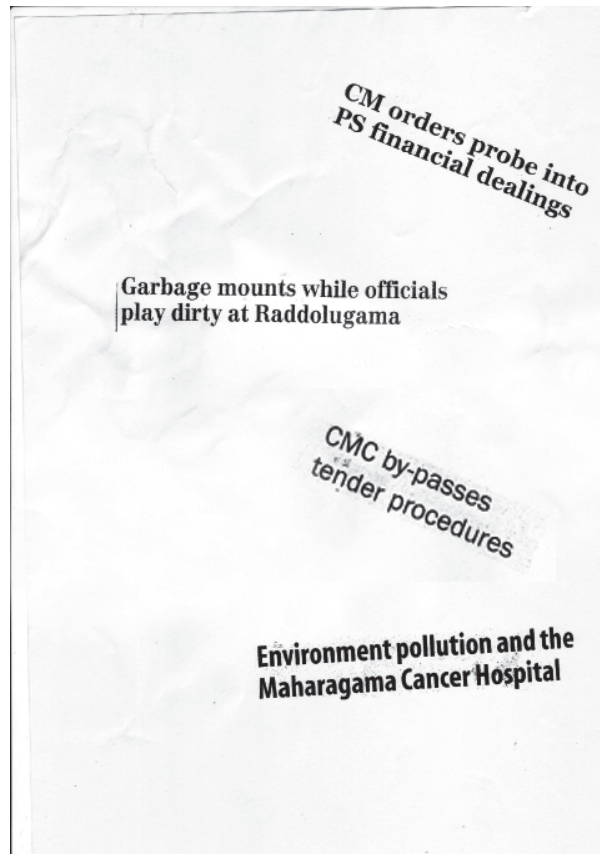 CM orders probe into
PS financial dealings
Garbage mounts while officials
play dirty at Raddolugama
CMC by-passes
tender procedures
Environment pollution and the
Maharagama Cancer Hospital